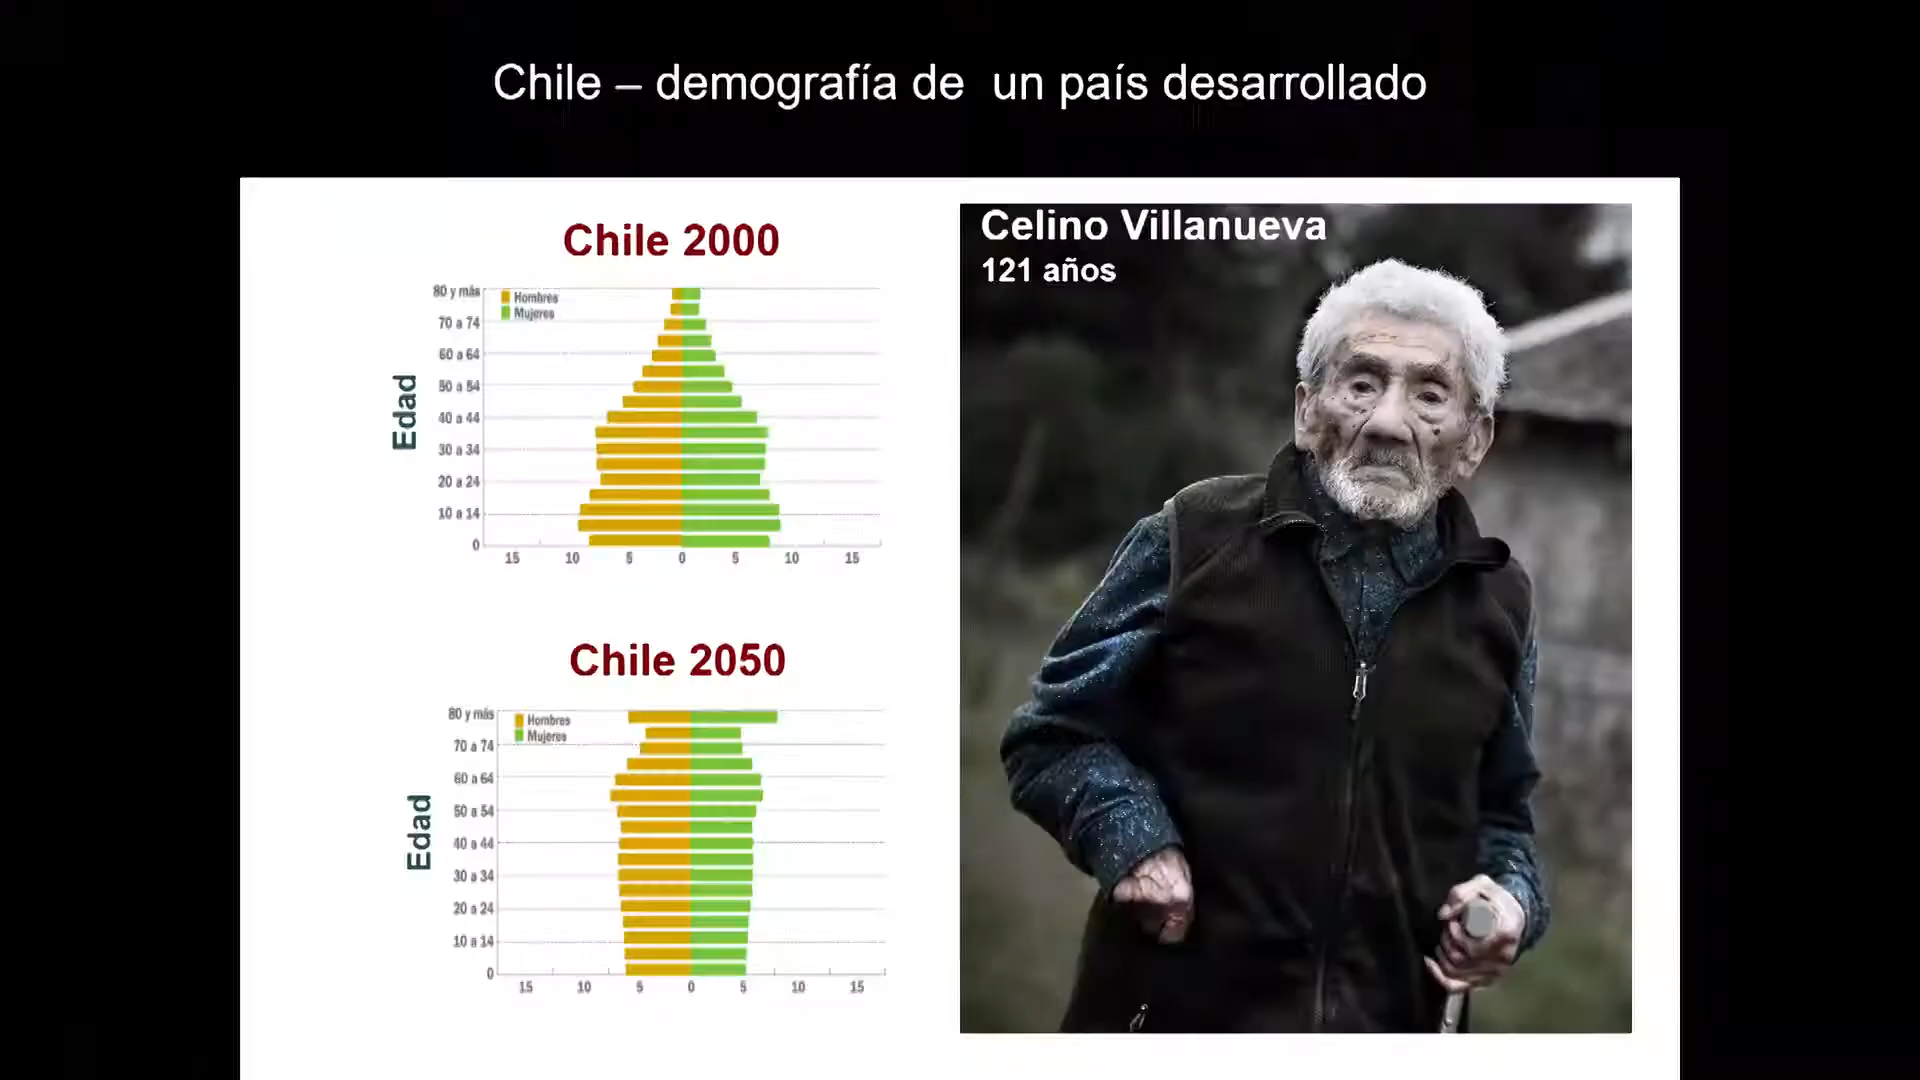 Chile – demografía de un país desarrollado
Chile 2000
80 y más
70 a 74
60 a 64
50 a 54
40 a 44
30 a 34
20 a 24
10 a 14
0
Hombres
Mujeres
Edad
15 10 5 0 5 10 15
Chile 2050
80 y más
70 a 74
60 a 64
50 a 54
40 a 44
30 a 34
20 a 24
10 a 14
0
Hombres
Mujeres
Edad
15 10 5 0 5 10 15
Celino Villanueva
121 años